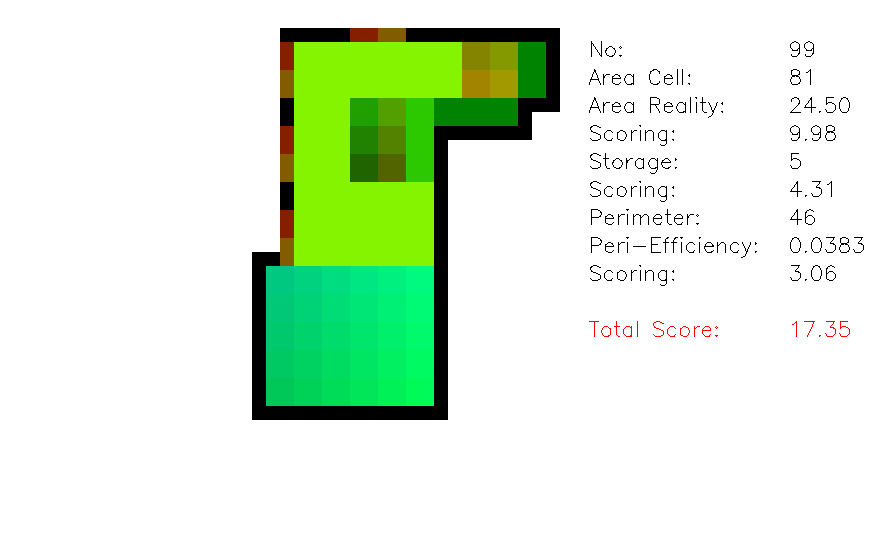 No: 99
Area Cell: 81
Area Reality: 24.50
Scoring: 9.98
Storage: 5
Scoring: 4.31
Perimeter: 46
Peri-Efficiency: 0.0383
Scoring: 3.06
Total Score: 17.35